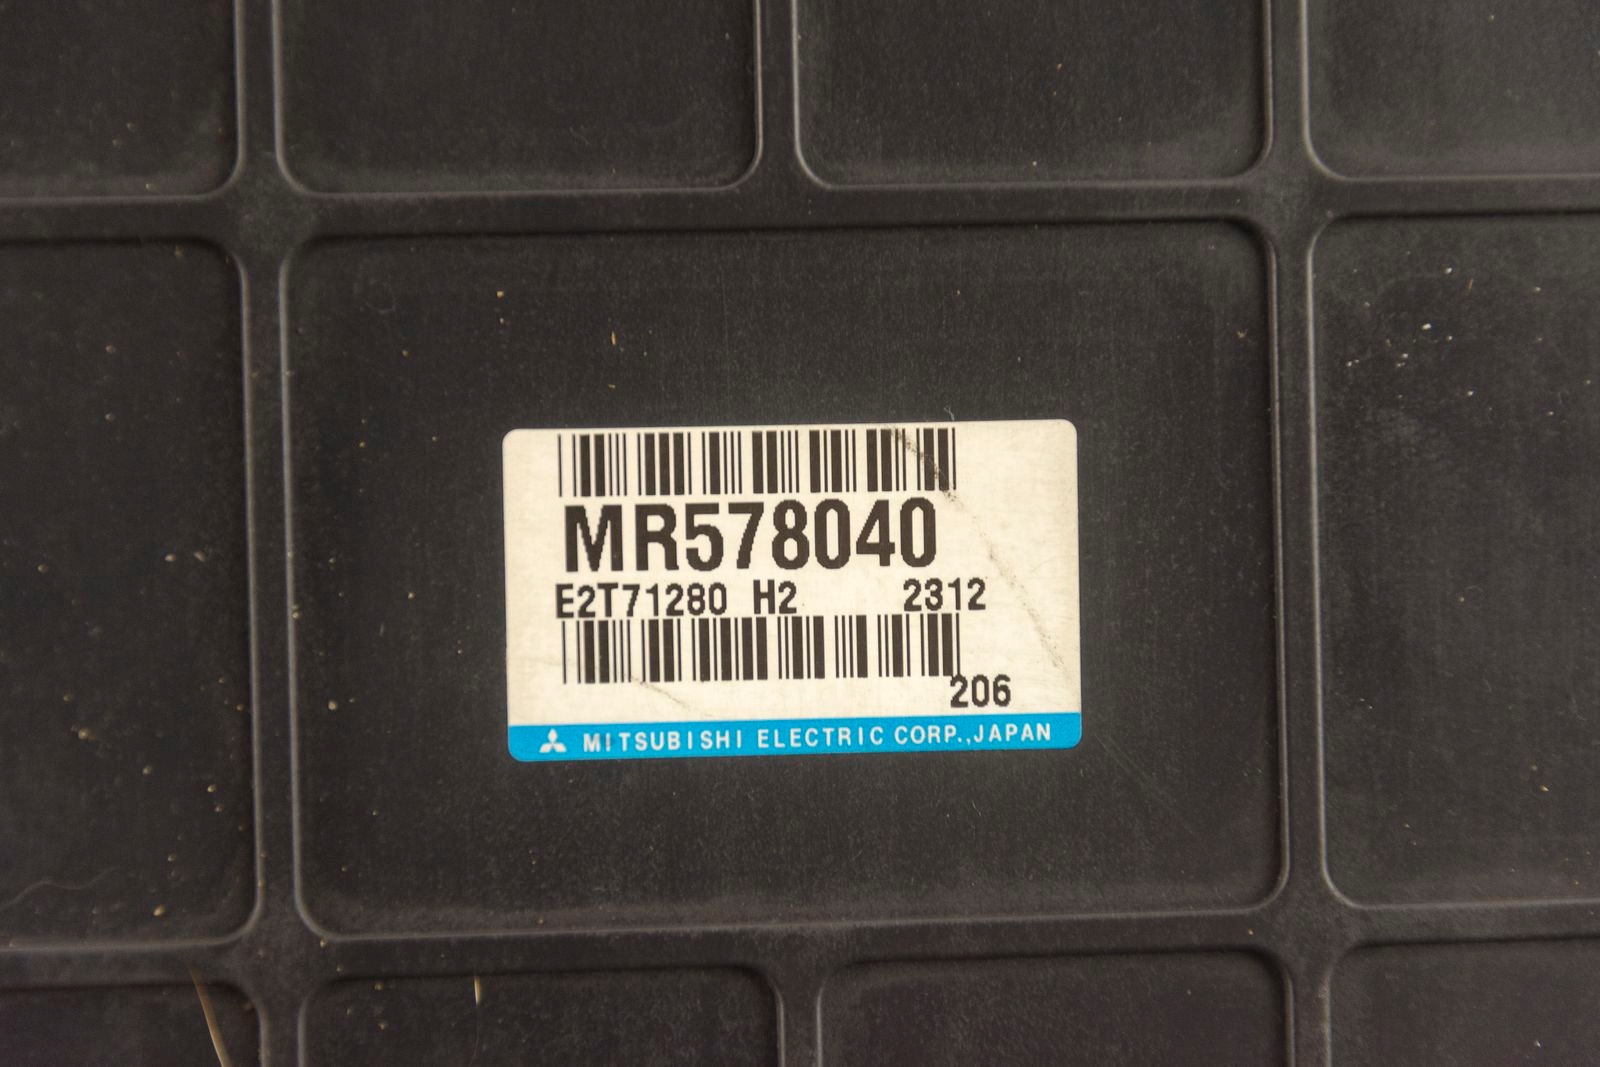 MR578040
E2T71280 H2 2312
206
MITSUBISHI ELECTRIC CORP.,JAPAN